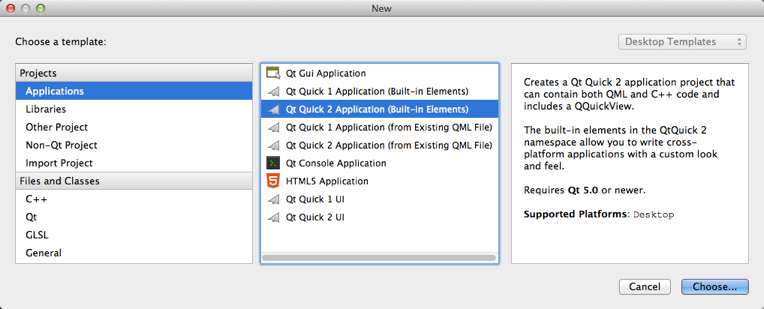 New
Choose a template:
Desktop Templates
Projects
Applications
Libraries
Other Project
Non-Qt Project
Import Project
Files and Classes
C++
Qt
GLSL
General
Qt Gui Application
Qt Quick 1 Application (Built-in Elements)
Qt Quick 2 Application (Built-in Elements)
Qt Quick 1 Application (from Existing QML File)
Qt Quick 2 Application (from Existing QML File)
Qt Console Application
HTML5 Application
Qt Quick 1 UI
Qt Quick 2 UI
Creates a Qt Quick 2 application project that
can contain both QML and C++ code and
includes a QQuickView.
The built-in elements in the QtQuick 2
namespace allow you to write cross-
platform applications with a custom look
and feel.
Requires Qt 5.0 or newer.
Supported Platforms: Desktop
Cancel
Choose...